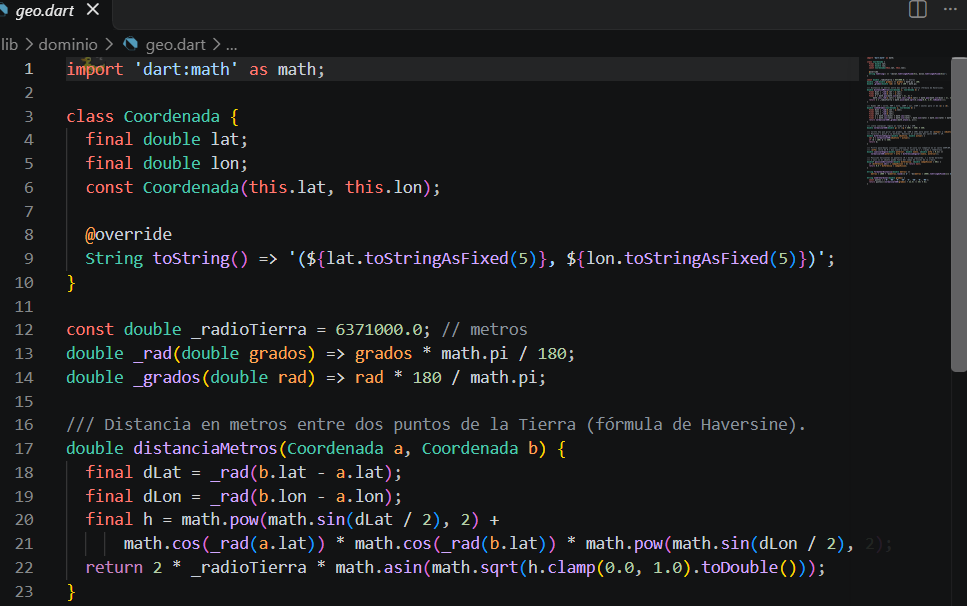 geo.dart
lib > dominio > geo.dart > ...
1 import 'dart:math' as math;
2
3 class Coordenada {
4 final double lat;
5 final double lon;
6 const Coordenada(this.lat, this.lon);
7
8 @override
9 String toString() => '(${lat.toStringAsFixed(5)}, ${lon.toStringAsFixed(5)})';
10 }
11
12 const double _radioTierra = 6371000.0; // metros
13 double _rad(double grados) => grados * math.pi / 180;
14 double _grados(double rad) => rad * 180 / math.pi;
15
16 /// Distancia en metros entre dos puntos de la Tierra (fórmula de Haversine).
17 double distanciaMetros(Coordenada a, Coordenada b) {
18 final dLat = _rad(b.lat - a.lat);
19 final dLon = _rad(b.lon - a.lon);
20 final h = math.pow(math.sin(dLat / 2), 2) +
21 math.cos(_rad(a.lat)) * math.cos(_rad(b.lat)) * math.pow(math.sin(dLon / 2), 2);
22 return 2 * _radioTierra * math.asin(math.sqrt(h.clamp(0.0, 1.0).toDouble()));
23 }